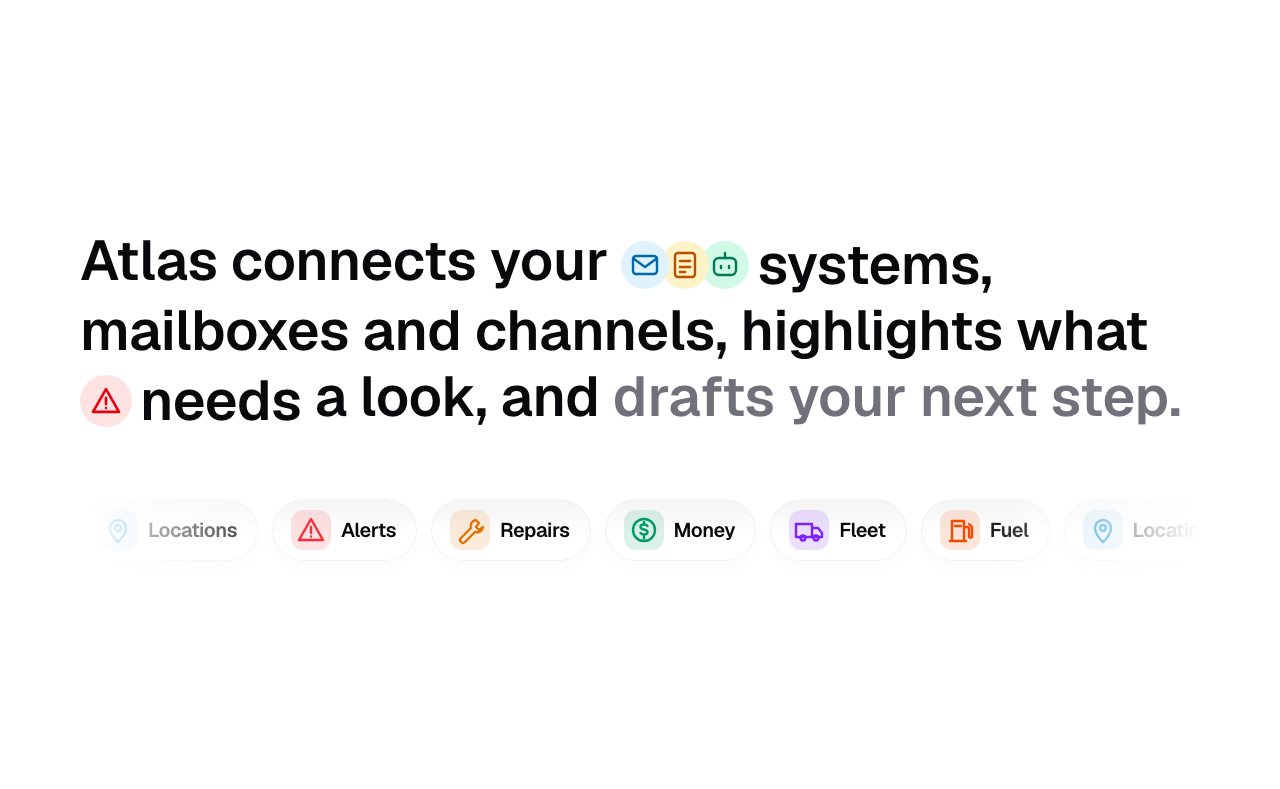 Atlas connects your systems,
mailboxes and channels, highlights what
needs a look, and drafts your next step.
Locations Alerts Repairs Money Fleet Fuel